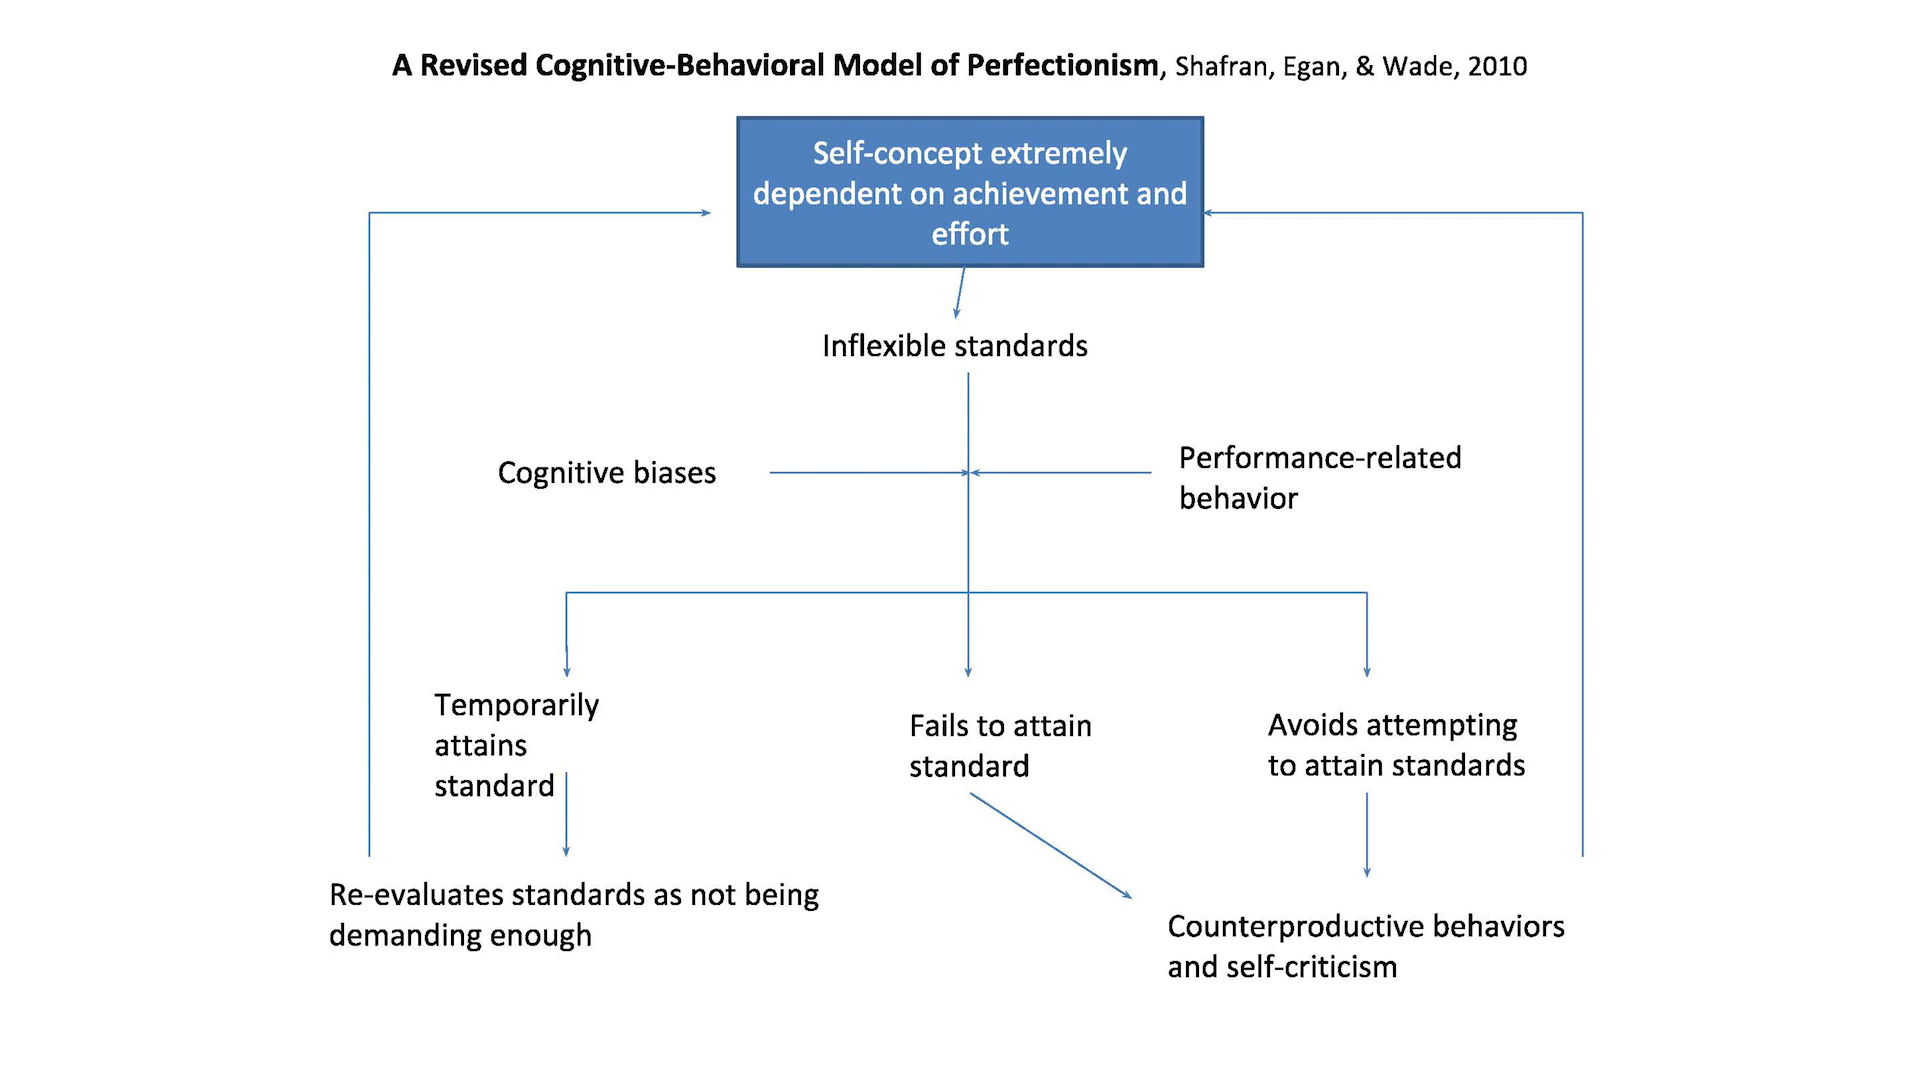 A Revised Cognitive-Behavioral Model of Perfectionism, Shafran, Egan, & Wade, 2010
Self-concept extremely
dependent on achievement and
effort
Inflexible standards
Cognitive biases
Performance-related
behavior
Temporarily
attains
standard
Fails to attain
standard
Avoids attempting
to attain standards
Re-evaluates standards as not being
demanding enough
Counterproductive behaviors
and self-criticism